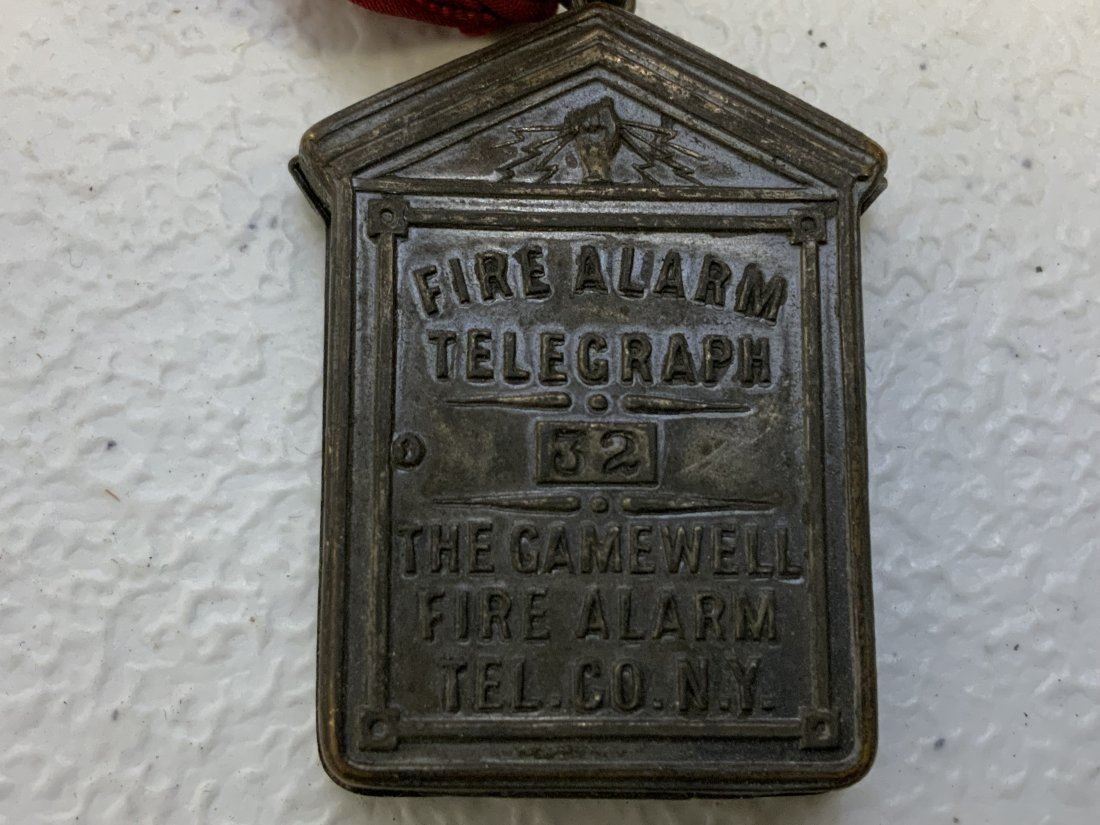 FIRE ALARM
TELEGRAPH
32
THE GAMEWELL
FIRE ALARM
TEL. CO. N.Y.